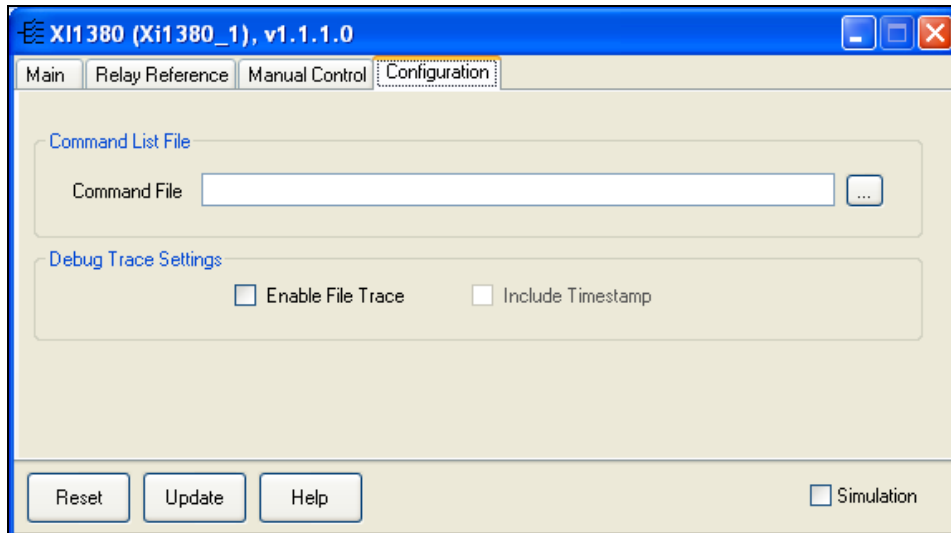 XI1380 (Xi1380_1), v1.1.1.0
Main Relay Reference Manual Control Configuration
Command List File
Command File ...
Debug Trace Settings
Enable File Trace Include Timestamp
Reset Update Help Simulation